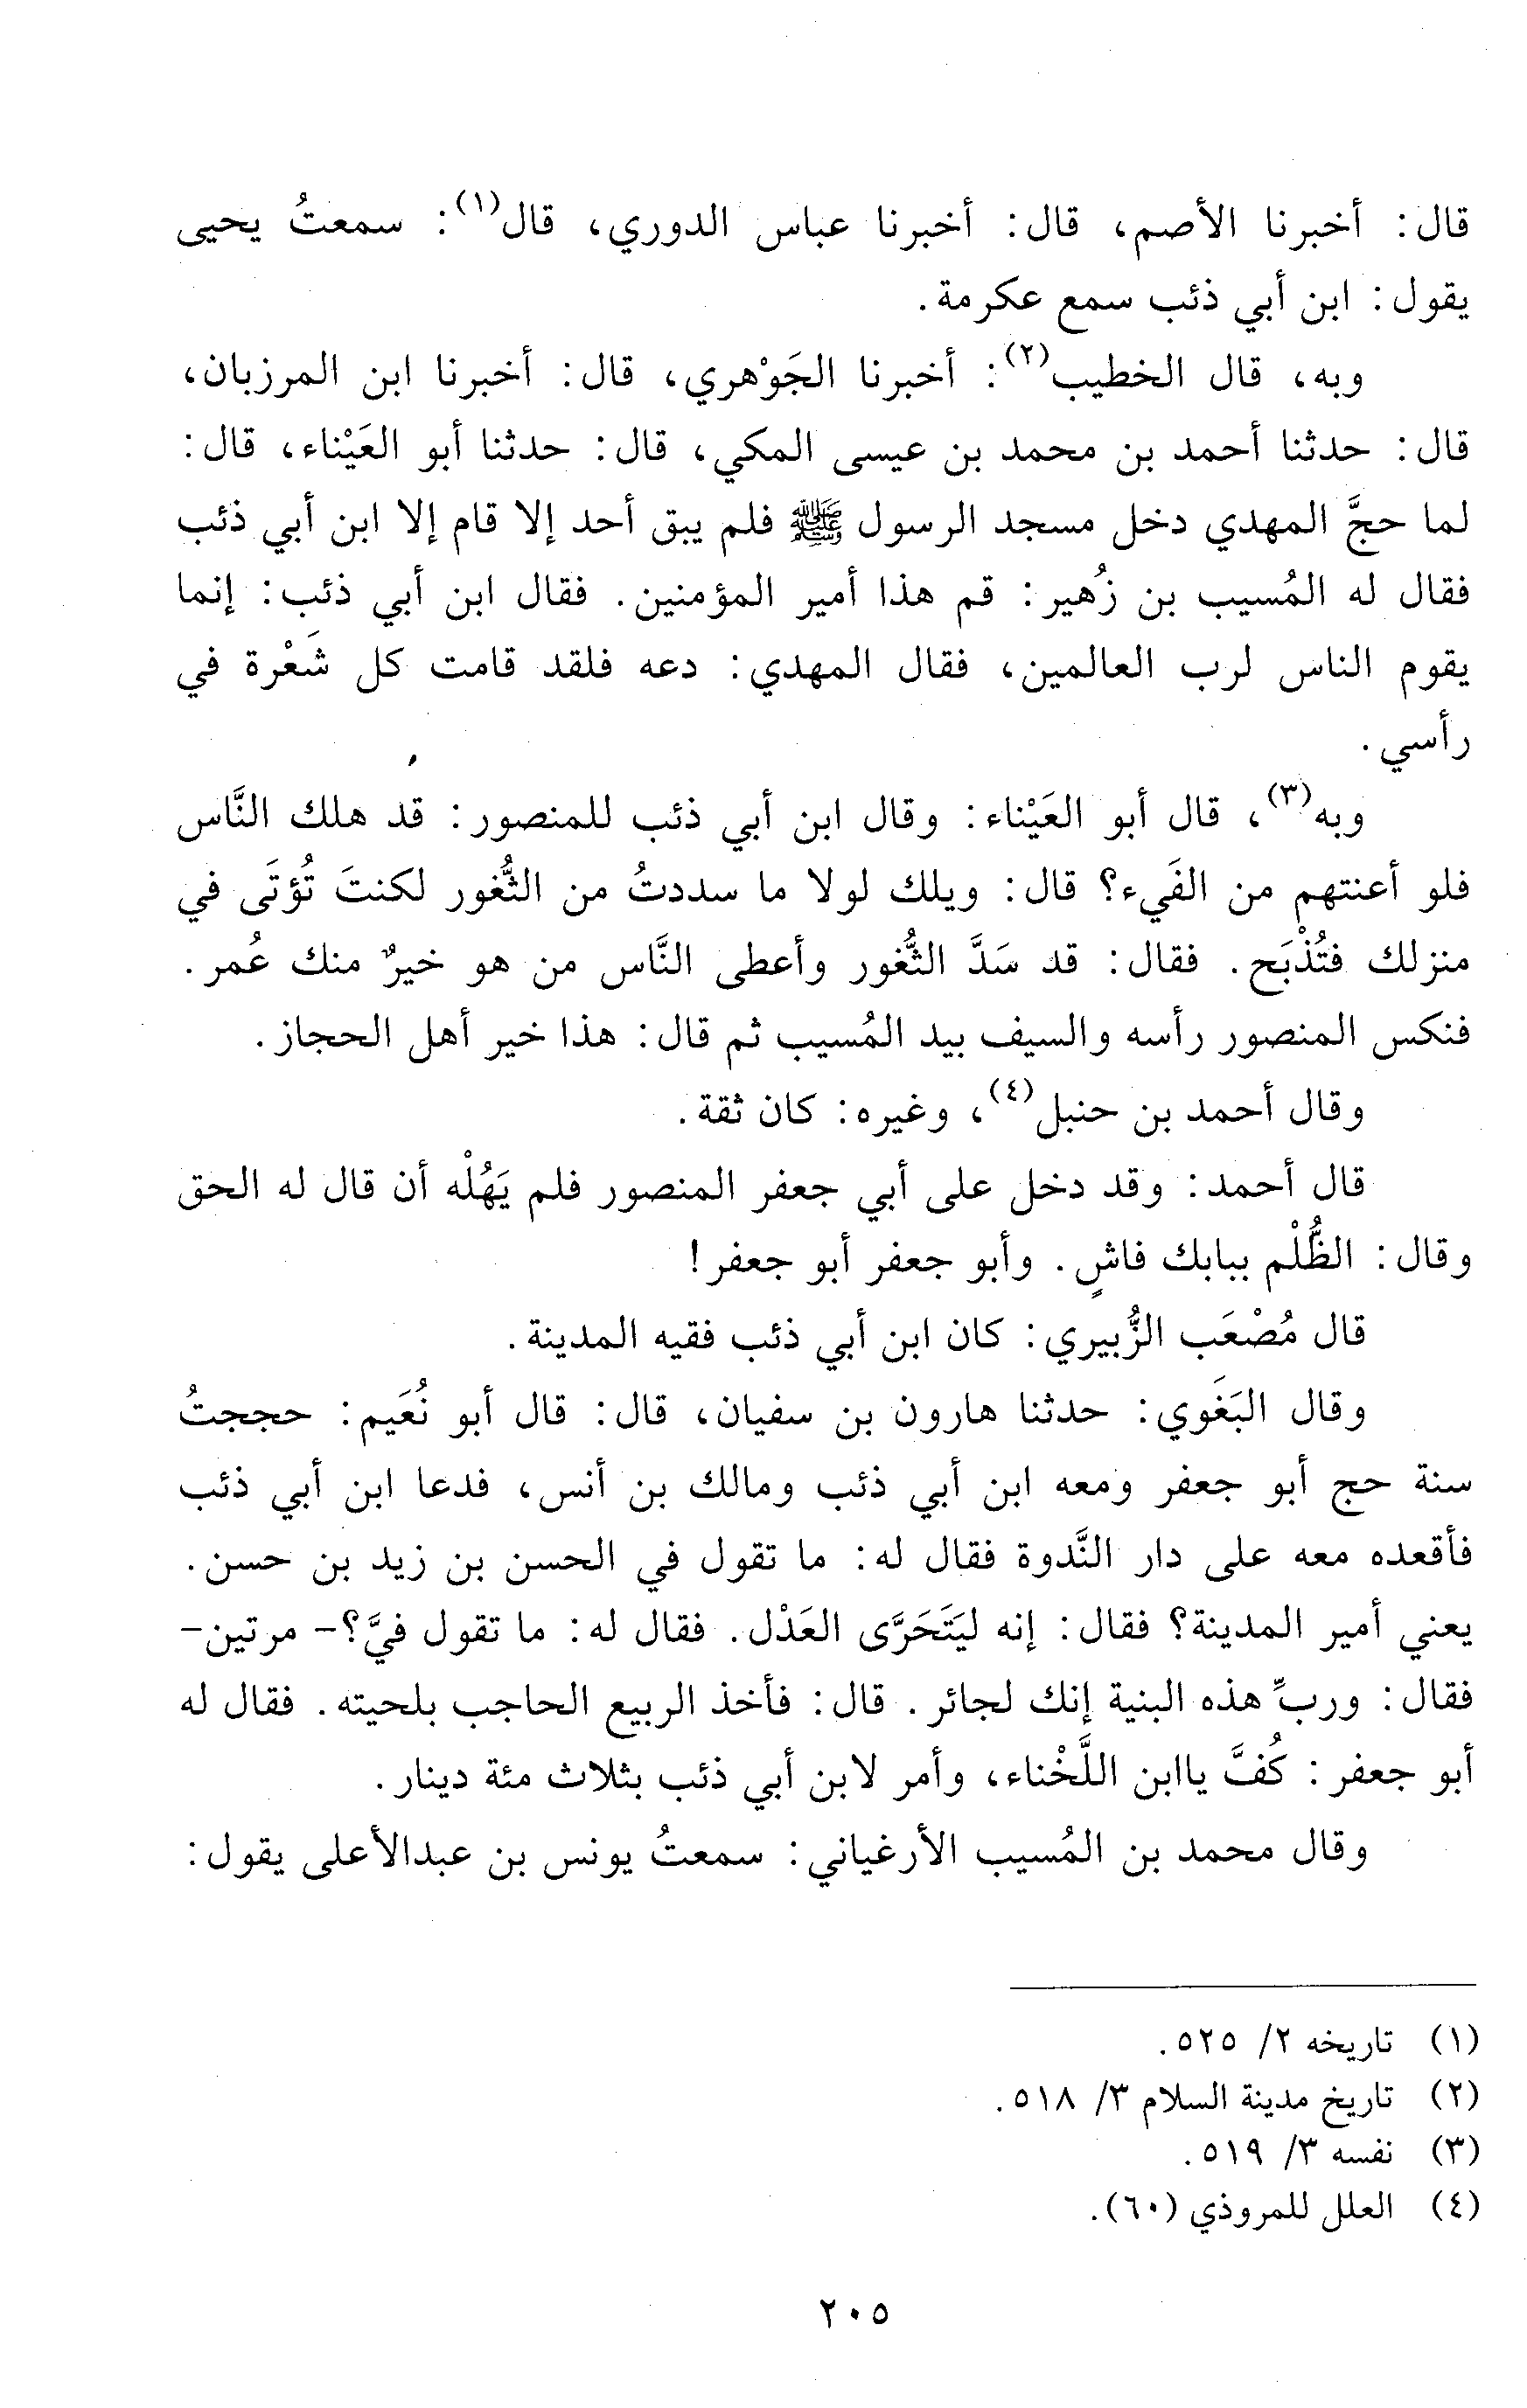 قال: أخبرنا الأصم، قال: أخبرنا عباس الدوري، قال(١): سمعتُ يحيى
يقول: ابن أبي ذئب سمع عكرمة.
وبه، قال الخطيب(٢): أخبرنا الجَوْهري، قال: أخبرنا ابن المرزبان،
قال: حدثنا أحمد بن محمد بن عيسى المكي، قال: حدثنا أبو العَيْناء، قال:
لما حجَّ المهدي دخل مسجد الرسول ﷺ فلم يبق أحد إلا قام إلا ابن أبي ذئب
فقال له المُسيب بن زُهير: قم هذا أمير المؤمنين. فقال ابن أبي ذئب: إنما
يقوم الناس لرب العالمين، فقال المهدي: دعه فلقد قامت كل شَعْرة في
رأسي.
وبه(٣)، قال أبو العَيْناء: وقال ابن أبي ذئب للمنصور: قد هلك النَّاس
فلو أعنتهم من الفَيء؟ قال: ويلك لولا ما سددتُ من الثُّغور لكنتَ تُؤتَى في
منزلك فتُذْبَح. فقال: قد سَدَّ الثُّغور وأعطى النَّاس من هو خيرٌ منك عُمر.
فنكس المنصور رأسه والسيف بيد المُسيب ثم قال: هذا خير أهل الحجاز.
وقال أحمد بن حنبل(٤)، وغيره: كان ثقة.
قال أحمد: وقد دخل على أبي جعفر المنصور فلم يَهُلْه أن قال له الحق
وقال: الظُّلْم ببابك فاشٍ. وأبو جعفر أبو جعفر!
قال مُصْعَب الزُّبيري: كان ابن أبي ذئب فقيه المدينة.
وقال البَغَوي: حدثنا هارون بن سفيان، قال: قال أبو نُعَيم: حججتُ
سنة حج أبو جعفر ومعه ابن أبي ذئب ومالك بن أنس، فدعا ابن أبي ذئب
فأقعده معه على دار النَّدوة فقال له: ما تقول في الحسن بن زيد بن حسن.
يعني أمير المدينة؟ فقال: إنه ليَتَحَرَّى العَدْل. فقال له: ما تقول فيَّ؟- مرتين-
فقال: وربِّ هذه البنية إنك لجائر. قال: فأخذ الربيع الحاجب بلحيته. فقال له
أبو جعفر: كُفَّ ياابن اللَّخْناء، وأمر لابن أبي ذئب بثلاث مئة دينار.
وقال محمد بن المُسيب الأرغياني: سمعتُ يونس بن عبدالأعلى يقول:
(١) تاريخه ٢/ ٥٢٥.
(٢) تاريخ مدينة السلام ٣/ ٥١٨.
(٣) نفسه ٣/ ٥١٩.
(٤) العلل للمروذي (٦٠).
٢٠٥